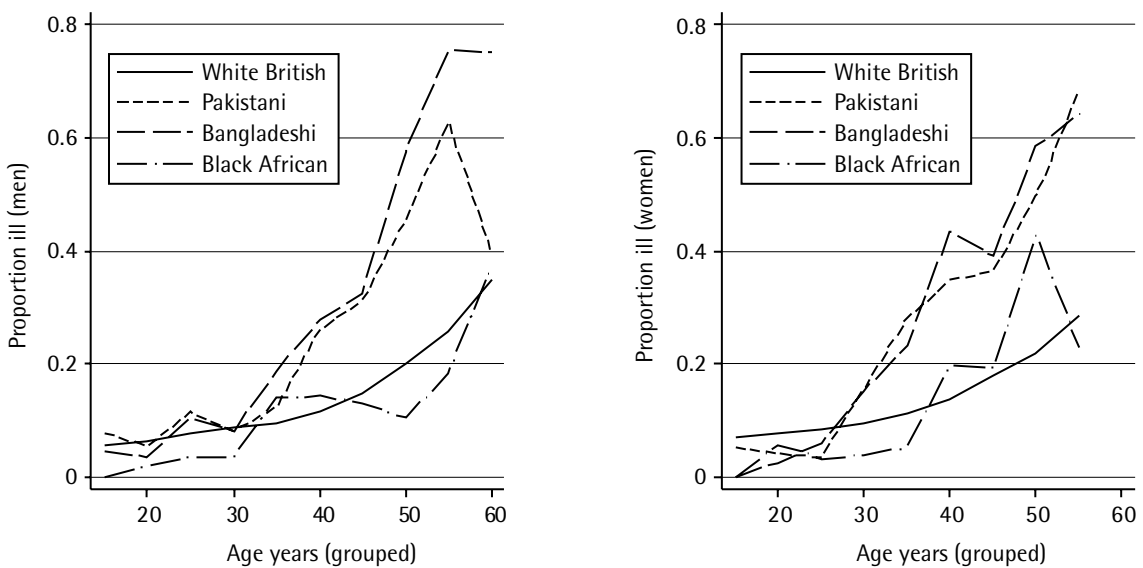 0.8
White British
Pakistani
Bangladeshi
Black African
0.6
0.4
0.2
0
Proportion ill (men)
20 30 40 50 60
Age years (grouped)
0.8
White British
Pakistani
Bangladeshi
Black African
0.6
0.4
0.2
0
Proportion ill (women)
20 30 40 50 60
Age years (grouped)